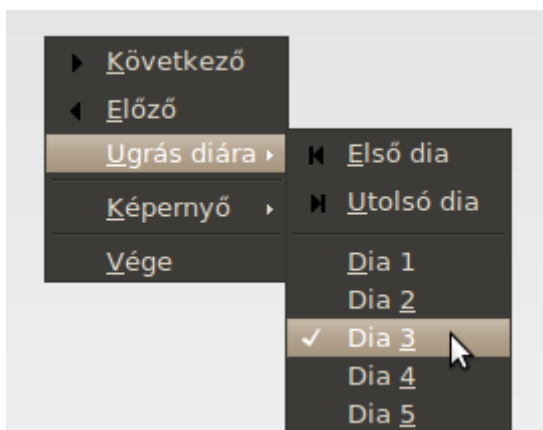 Következő
Előző
Ugrás diára
Képernyő
Vége
Első dia
Utolsó dia
Dia 1
Dia 2
Dia 3
Dia 4
Dia 5